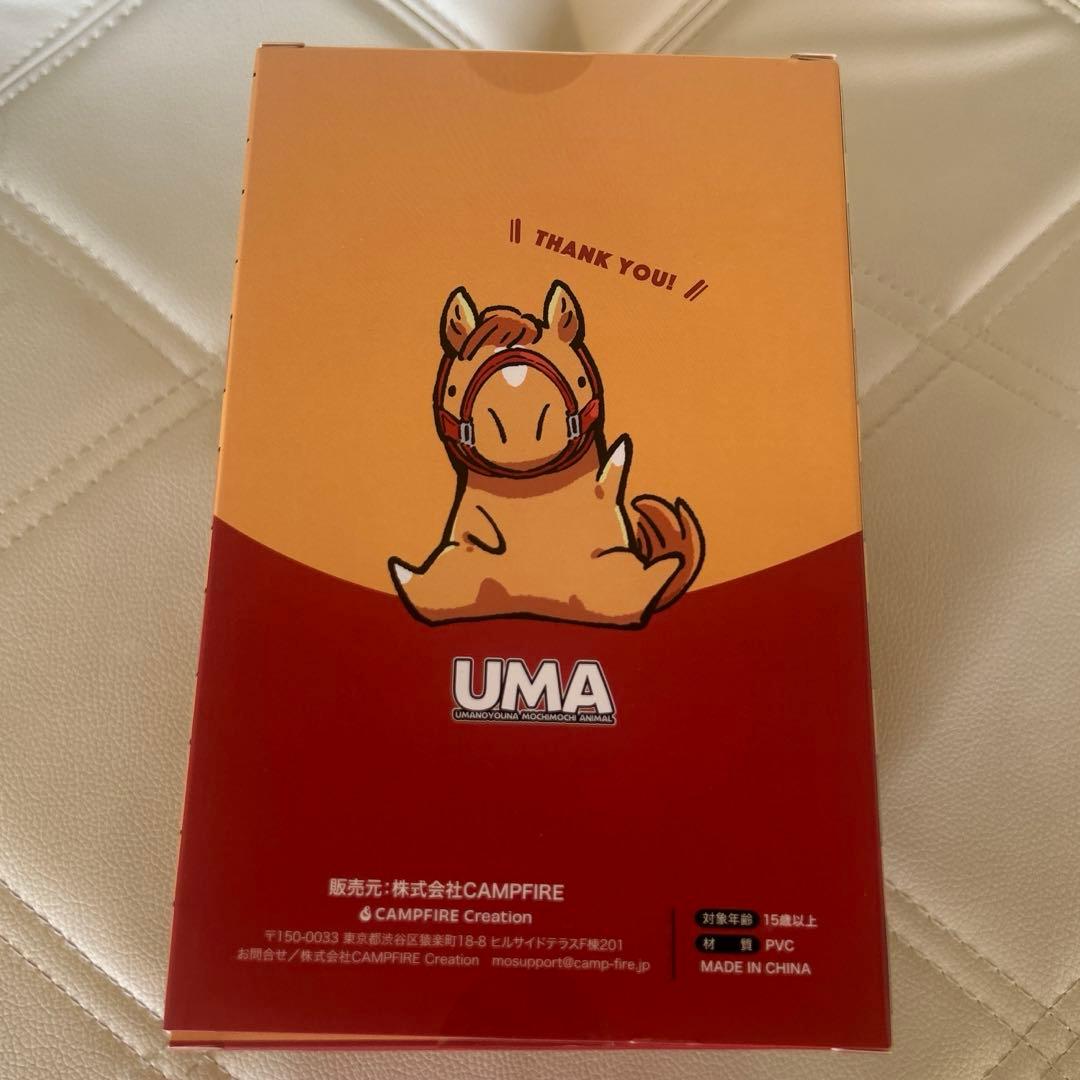 THANK YOU!
UMA
UMANOYOUNA MOCHIMOCHI ANIMAL
販売元:株式会社CAMPFIRE
CAMPFIRE Creation
〒150-0033 東京都渋谷区猿楽町18-8 ヒルサイドテラスF棟201
お問合せ/株式会社CAMPFIRE Creation mosupport@camp-fire.jp
対象年齢 15歳以上
材 質 PVC
MADE IN CHINA